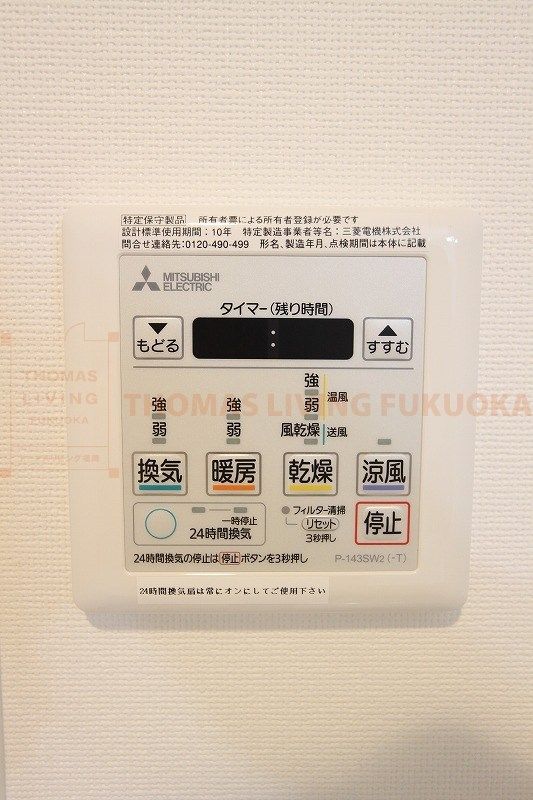 特定保守製品 所有者票による所有者登録が必要です
設計標準使用期間：10年 特定製造事業者等名：三菱電機株式会社
問合せ連絡先:0120-490-499 形名、製造年月、点検期間は本体に記載
MITSUBISHI
ELECTRIC
タイマー(残り時間)
▼
もどる
:
▲
すすむ
THOMAS
LIVING
THOMAS LIVING FUKUOKA
強
弱
強
弱
強
弱
温風
風乾燥
送風
換気
暖房
乾燥
涼風
一時停止
24時間換気
フィルター清掃
リセット
3秒押し
停止
24時間換気の停止は停止ボタンを3秒押し
P-143SW2(-T)
24時間換気扇は常にオンにしてご使用下さい